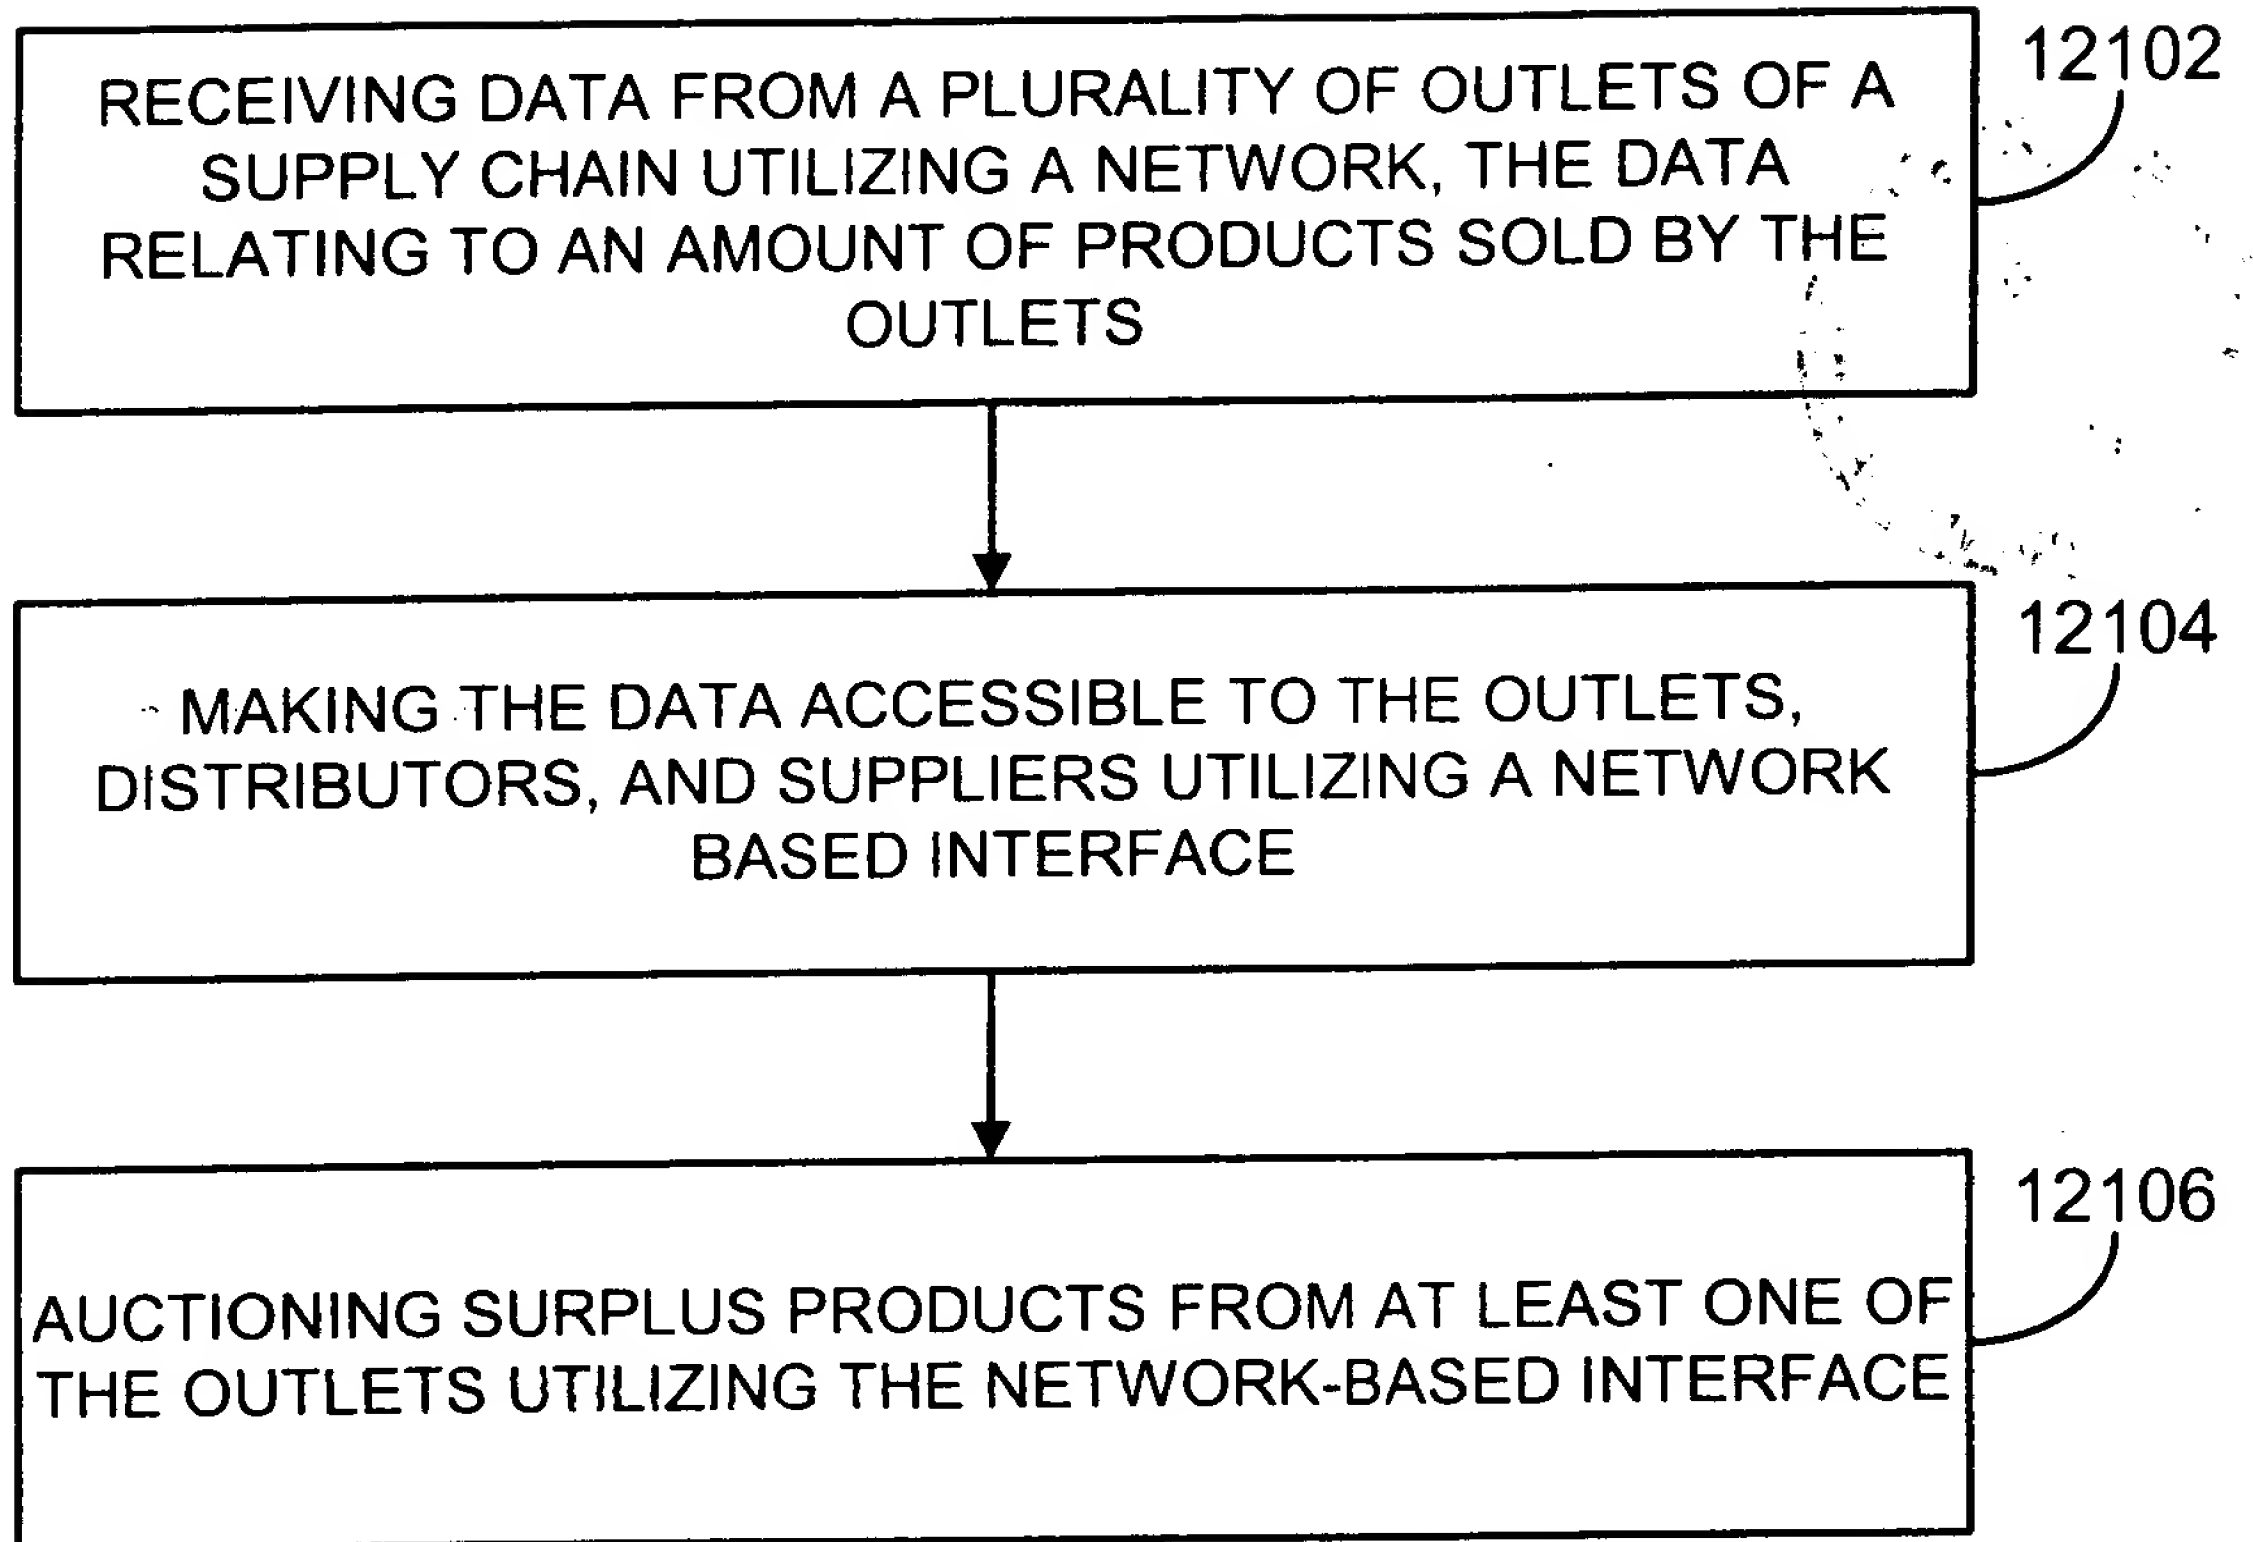 12102
RECEIVING DATA FROM A PLURALITY OF OUTLETS OF A
SUPPLY CHAIN UTILIZING A NETWORK, THE DATA
RELATING TO AN AMOUNT OF PRODUCTS SOLD BY THE
OUTLETS
12104
MAKING THE DATA ACCESSIBLE TO THE OUTLETS,
DISTRIBUTORS, AND SUPPLIERS UTILIZING A NETWORK
BASED INTERFACE
12106
AUCTIONING SURPLUS PRODUCTS FROM AT LEAST ONE OF
THE OUTLETS UTILIZING THE NETWORK-BASED INTERFACE